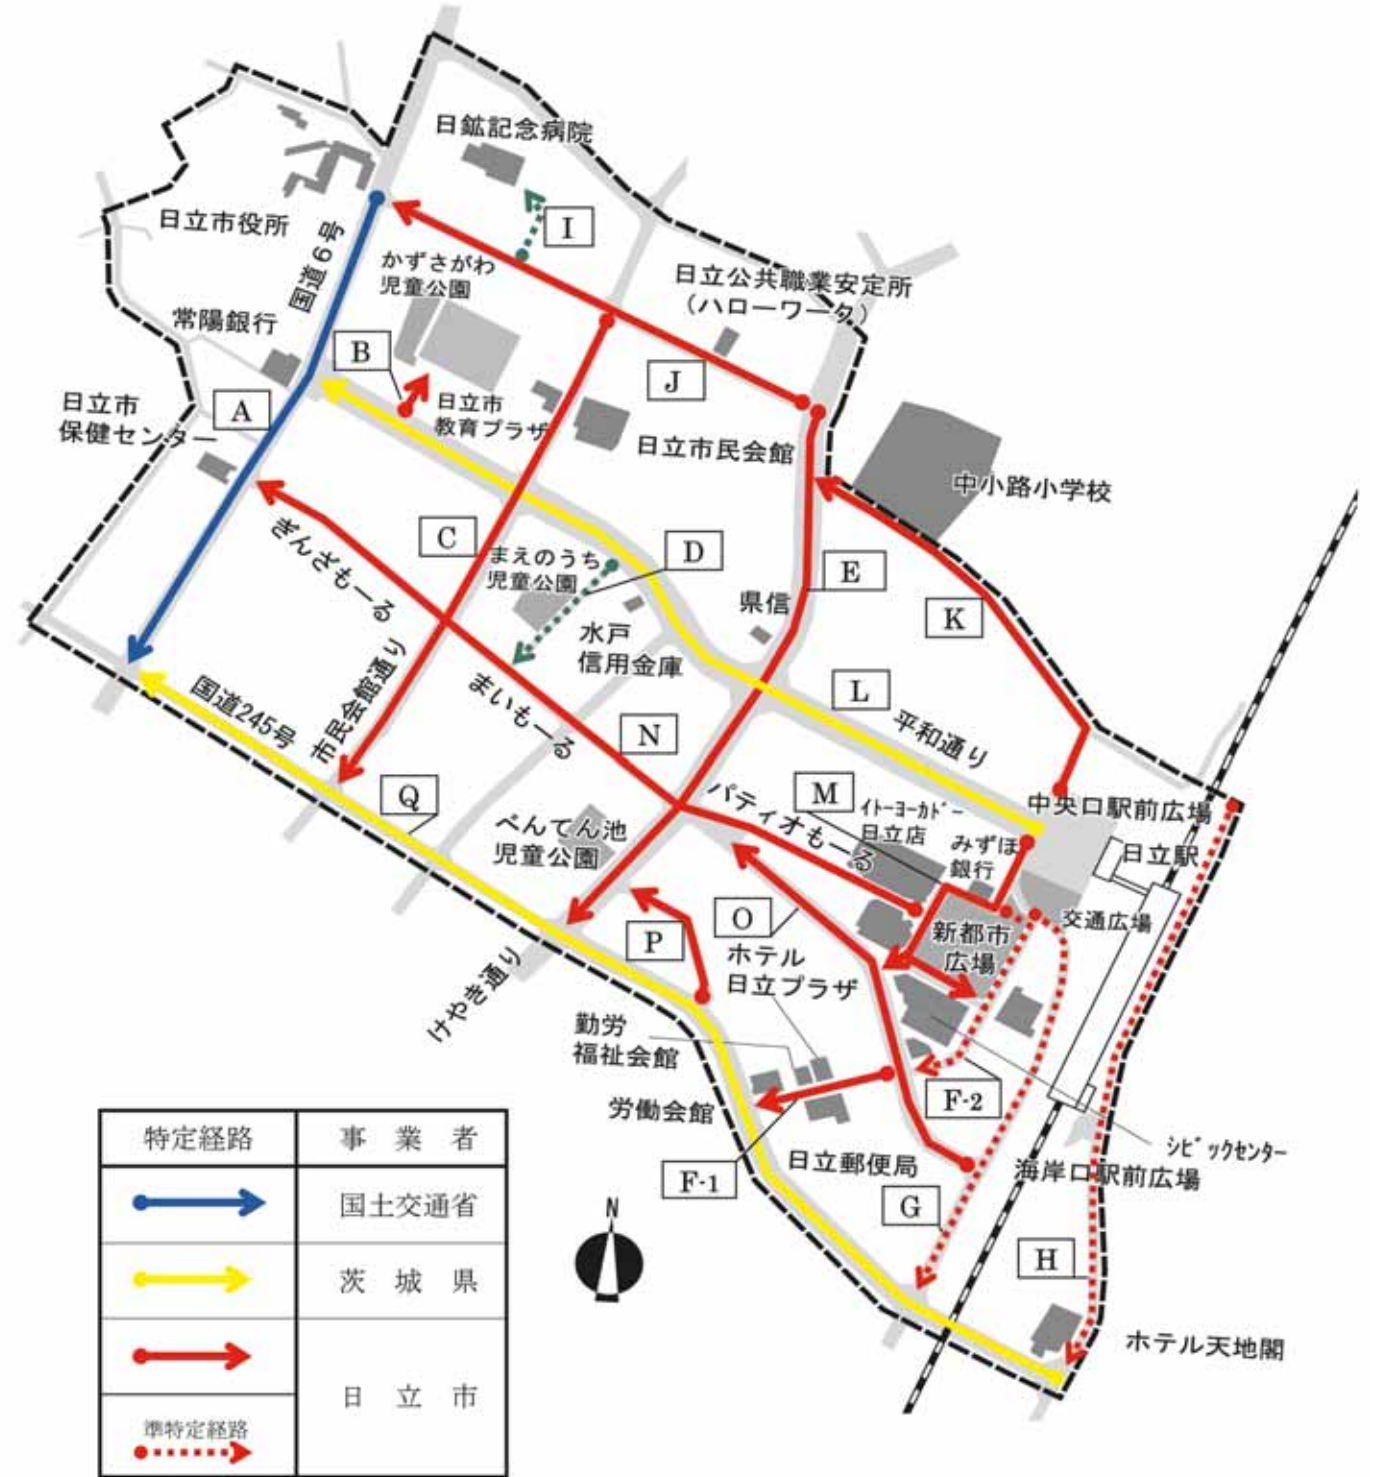 日鉱記念病院
日立市役所
国道6号
I
かずさがわ
児童公園
日立公共職業安定所
(ハローワーク)
常陽銀行
B
J
A
日立市
保健センター
日立市
教育プラザ
日立市民会館
中小路小学校
ぎんざもーる
C
まえのうち
児童公園
D
E
県信
K
水戸
信用金庫
国道245号
市民会館通り
まいもーる
N
L
平和通り
Q
パティオもーる
M
イトーヨーカドー
日立店
みずほ
銀行
中央口駅前広場
日立駅
べんてん池
児童公園
O
P
新都市
広場
交通広場
ホテル
日立プラザ
けやき通り
勤労
福祉会館
労働会館
F-2
F-1
日立郵便局
シビックセンター
海岸口駅前広場
G
H
N
ホテル天地閣
特定経路 事業者
国土交通省
茨城県
日立市
準特定経路